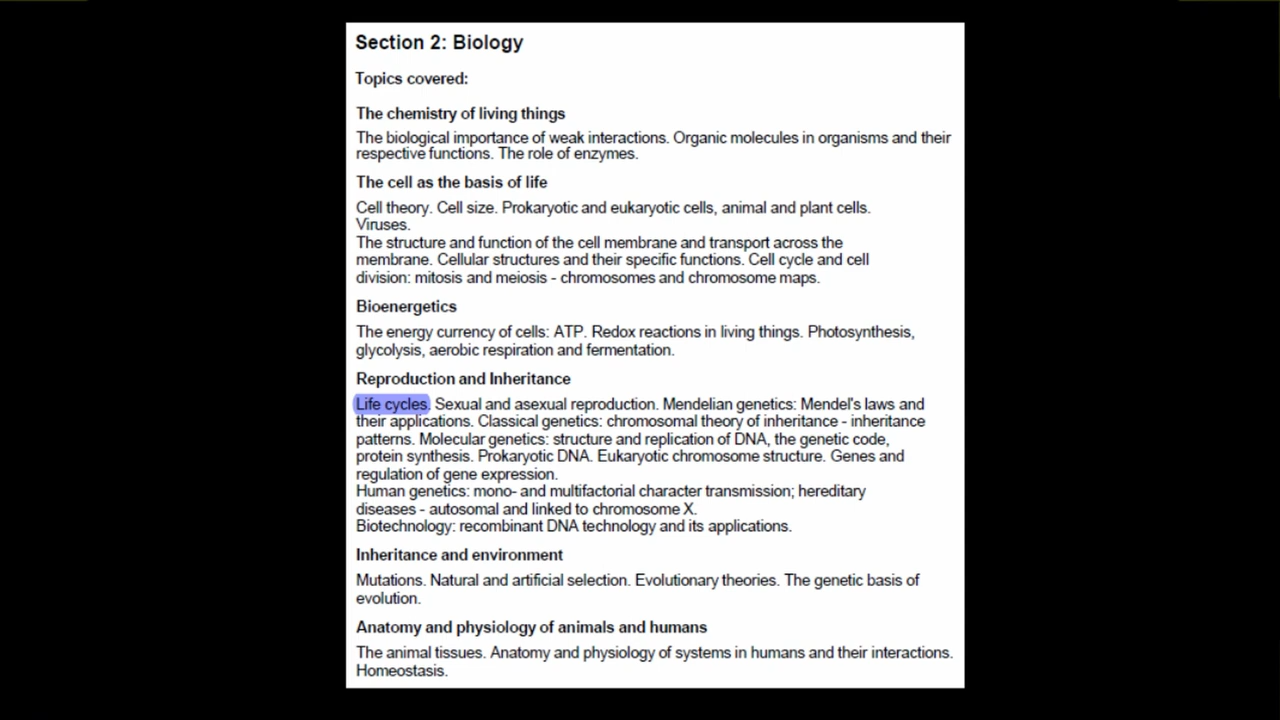 Section 2: Biology
Topics covered:
The chemistry of living things
The biological importance of weak interactions. Organic molecules in organisms and their
respective functions. The role of enzymes.
The cell as the basis of life
Cell theory. Cell size. Prokaryotic and eukaryotic cells, animal and plant cells.
Viruses.
The structure and function of the cell membrane and transport across the
membrane. Cellular structures and their specific functions. Cell cycle and cell
division: mitosis and meiosis - chromosomes and chromosome maps.
Bioenergetics
The energy currency of cells: ATP. Redox reactions in living things. Photosynthesis,
glycolysis, aerobic respiration and fermentation.
Reproduction and Inheritance
Life cycles. Sexual and asexual reproduction. Mendelian genetics: Mendel's laws and
their applications. Classical genetics: chromosomal theory of inheritance - inheritance
patterns. Molecular genetics: structure and replication of DNA, the genetic code,
protein synthesis. Prokaryotic DNA. Eukaryotic chromosome structure. Genes and
regulation of gene expression.
Human genetics: mono- and multifactorial character transmission; hereditary
diseases - autosomal and linked to chromosome X.
Biotechnology: recombinant DNA technology and its applications.
Inheritance and environment
Mutations. Natural and artificial selection. Evolutionary theories. The genetic basis of
evolution.
Anatomy and physiology of animals and humans
The animal tissues. Anatomy and physiology of systems in humans and their interactions.
Homeostasis.